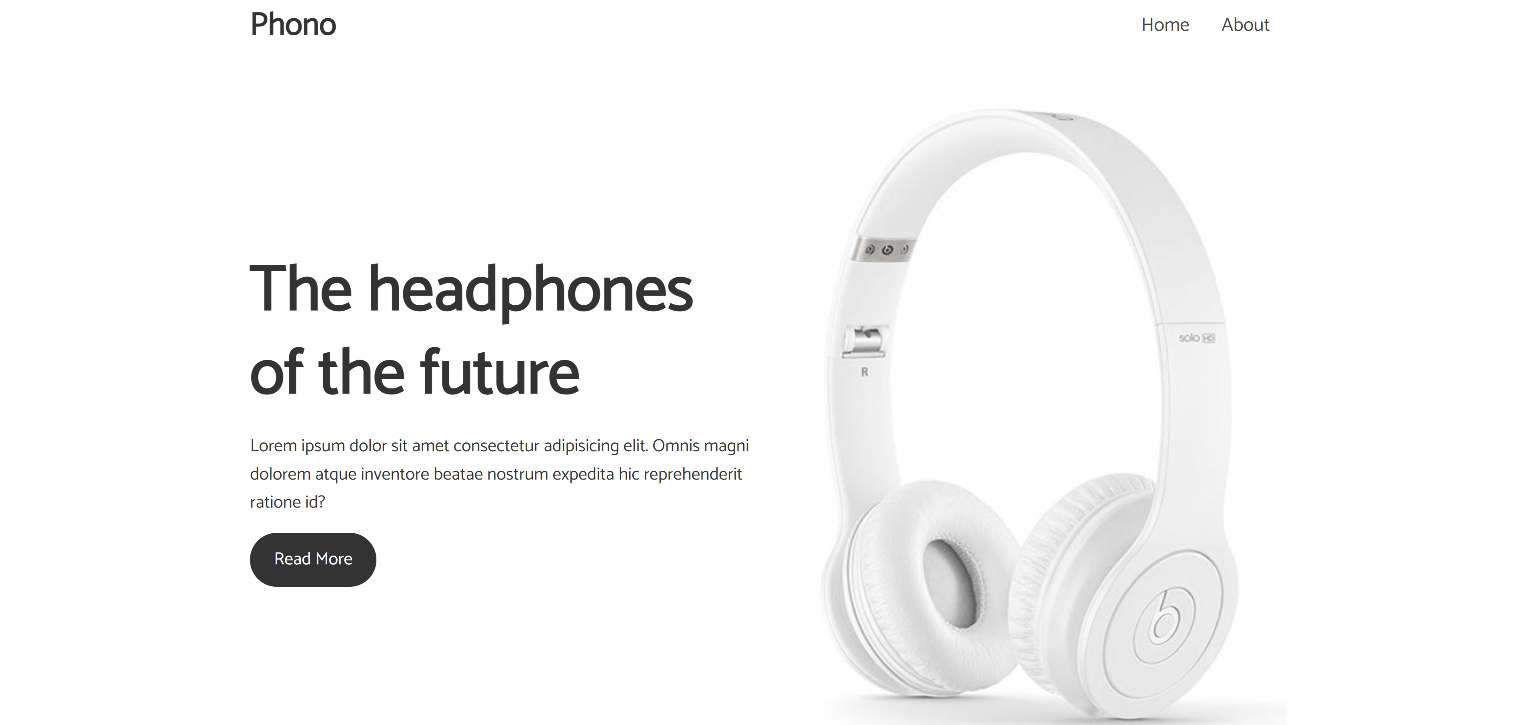 Phono
Home About
The headphones
of the future
Lorem ipsum dolor sit amet consectetur adipisicing elit. Omnis magni
dolorem atque inventore beatae nostrum expedita hic reprehenderit
ratione id?
Read More
solo HD
R
b